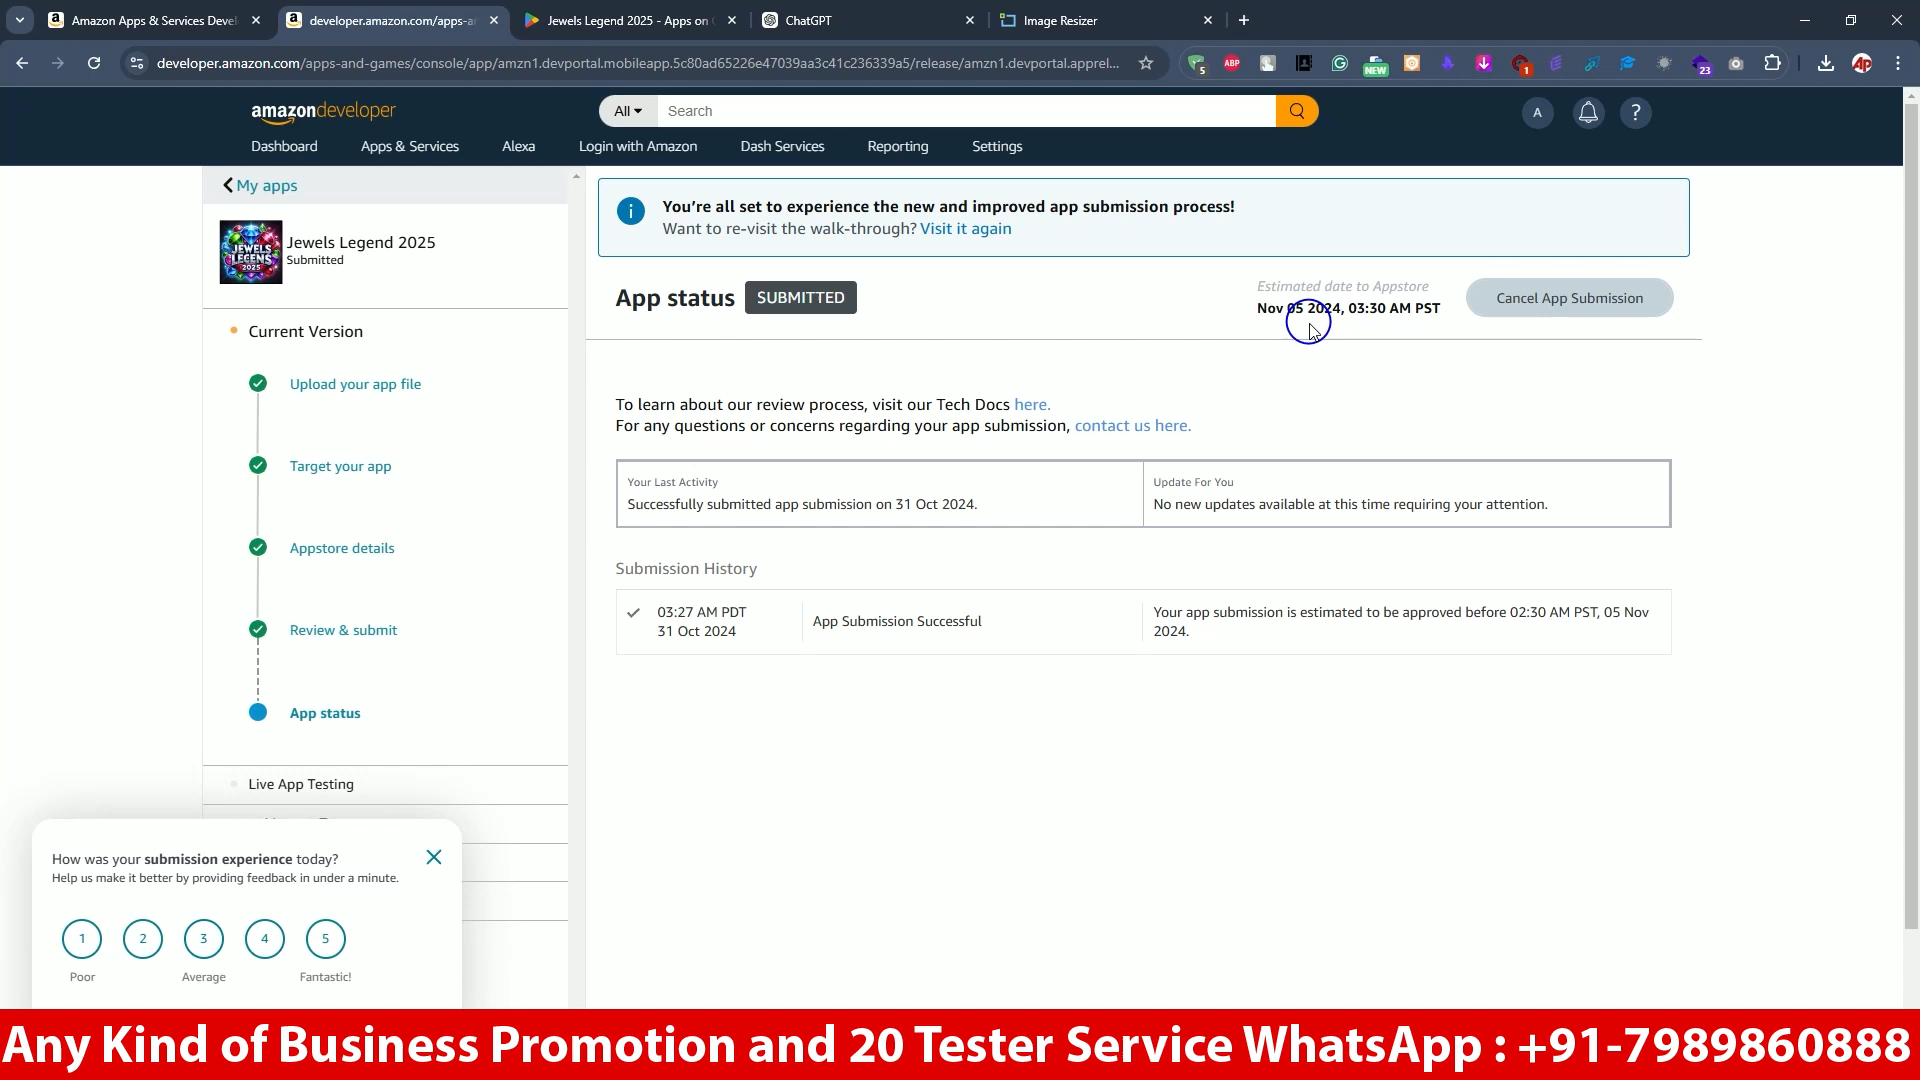 Amazon Apps & Services Devel
developer.amazon.com/apps-a
Jewels Legend 2025 - Apps on
ChatGPT
Image Resizer
developer.amazon.com/apps-and-games/console/app/amzn1.devportal.mobileapp.5c80ad65226e47039aa3c41c236339a5/release/amzn1.devportal.apprel...
5
ABP
NEW
1
23
AP
amazondeveloper
All
Search
A
?
Dashboard
Apps & Services
Alexa
Login with Amazon
Dash Services
Reporting
Settings
My apps
JEWELS
LEGENS
2025
Jewels Legend 2025
Submitted
Current Version
Upload your app file
Target your app
Appstore details
Review & submit
App status
Live App Testing
You're all set to experience the new and improved app submission process!
Want to re-visit the walk-through? Visit it again
App status
SUBMITTED
Estimated date to Appstore
Nov 05 2024, 03:30 AM PST
Cancel App Submission
To learn about our review process, visit our Tech Docs here.
For any questions or concerns regarding your app submission, contact us here.
Your Last Activity
Successfully submitted app submission on 31 Oct 2024.
Update For You
No new updates available at this time requiring your attention.
Submission History
03:27 AM PDT
31 Oct 2024
App Submission Successful
Your app submission is estimated to be approved before 02:30 AM PST, 05 Nov
2024.
How was your submission experience today?
Help us make it better by providing feedback in under a minute.
1
2
3
4
5
Poor
Average
Fantastic!
Any Kind of Business Promotion and 20 Tester Service WhatsApp : +91-7989860888